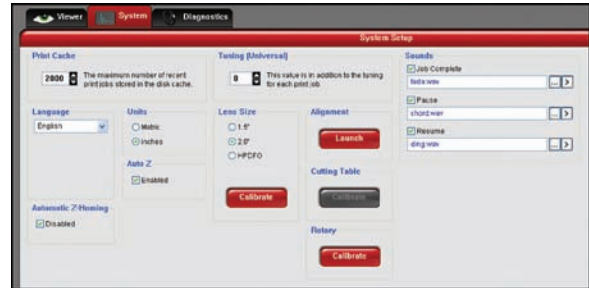 Viewer
System
Diagnostics
System Setup
Print Cache
2000
The maximum number of recent
print jobs stored in the disk cache.
Tuning (Universal)
0
This value is in addition to the tuning
for each print job.
Sounds
Job Complete
tada.wav
...
>
Pause
chord.wav
...
>
Resume
ding.wav
...
>
Language
English
Units
Metric
Inches
Auto Z
Enabled
Automatic Z-Homing
Disabled
Lens Size
1.5"
2.0"
HPDFO
Calibrate
Alignment
Launch
Cutting Table
Calibrate
Rotary
Calibrate